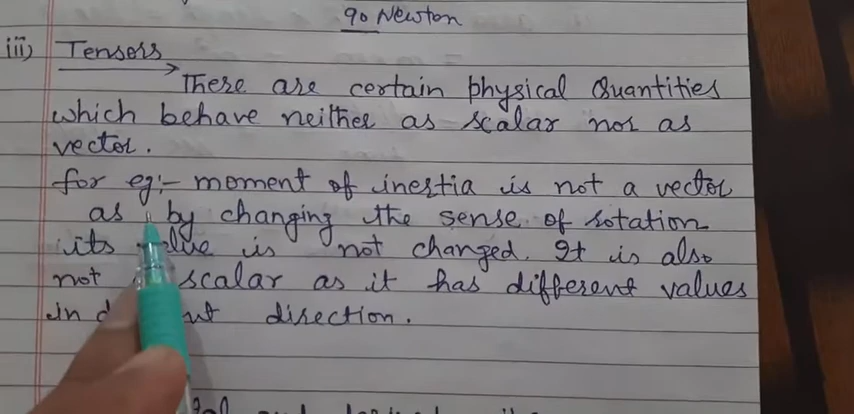 90 Newton
iii) Tensors
There are certain physical Quantities
which behave neither as scalar nor as
vector.
for eg:- moment of inertia is not a vector
as by changing the sense of rotation
its value is not changed. It is also
not scalar as it has different values
in direction.